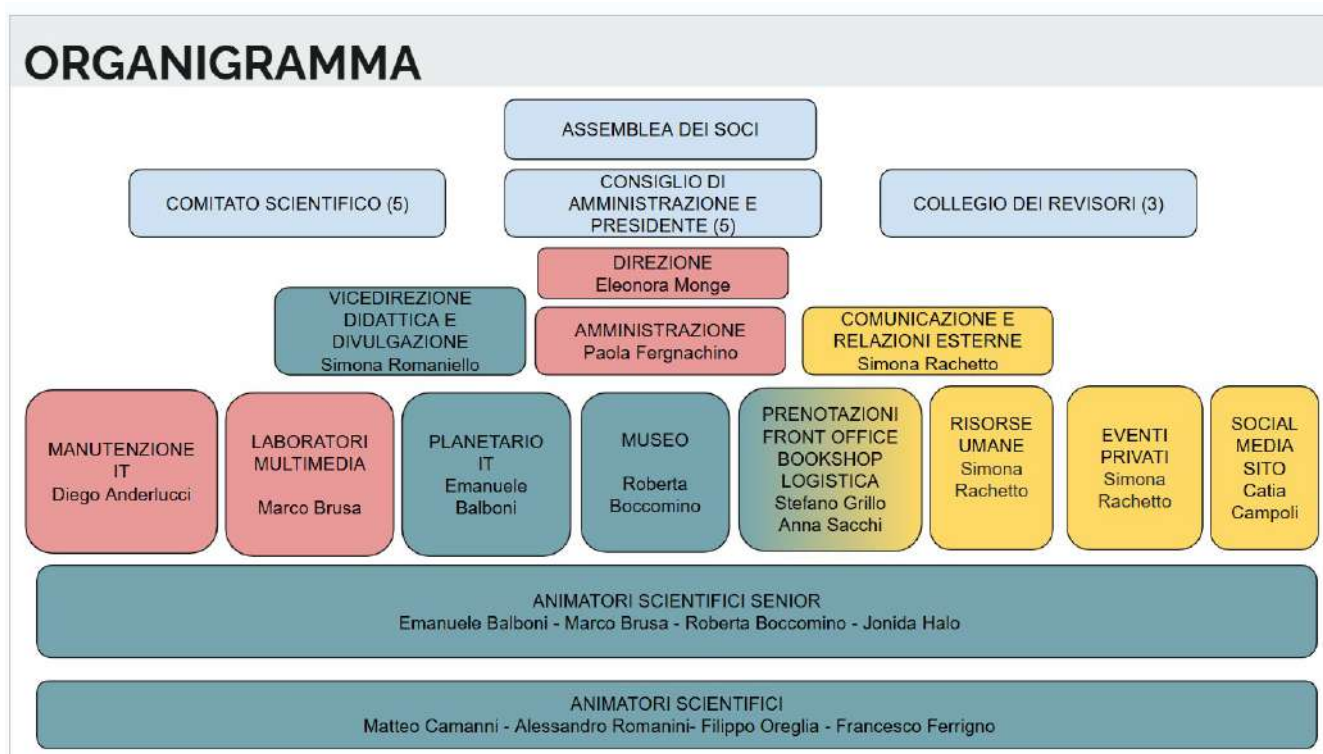 ORGANIGRAMMA
ASSEMBLEA DEI SOCI
COMITATO SCIENTIFICO (5)
CONSIGLIO DI
AMMINISTRAZIONE E
PRESIDENTE (5)
COLLEGIO DEI REVISORI (3)
DIREZIONE
Eleonora Monge
VICEDIREZIONE
DIDATTICA E
DIVULGAZIONE
Simona Romaniello
AMMINISTRAZIONE
Paola Fergnachino
COMUNICAZIONE E
RELAZIONI ESTERNE
Simona Rachetto
MANUTENZIONE
IT
Diego Anderlucci
LABORATORI
MULTIMEDIA
Marco Brusa
PLANETARIO
IT
Emanuele
Balboni
MUSEO
Roberta
Boccomino
PRENOTAZIONI
FRONT OFFICE
BOOKSHOP
LOGISTICA
Stefano Grillo
Anna Sacchi
RISORSE
UMANE
Simona
Rachetto
EVENTI
PRIVATI
Simona
Rachetto
SOCIAL
MEDIA
SITO
Catia
Campoli
ANIMATORI SCIENTIFICI SENIOR
Emanuele Balboni - Marco Brusa - Roberta Boccomino - Jonida Halo
ANIMATORI SCIENTIFICI
Matteo Camanni - Alessandro Romanini- Filippo Oreglia - Francesco Ferrigno